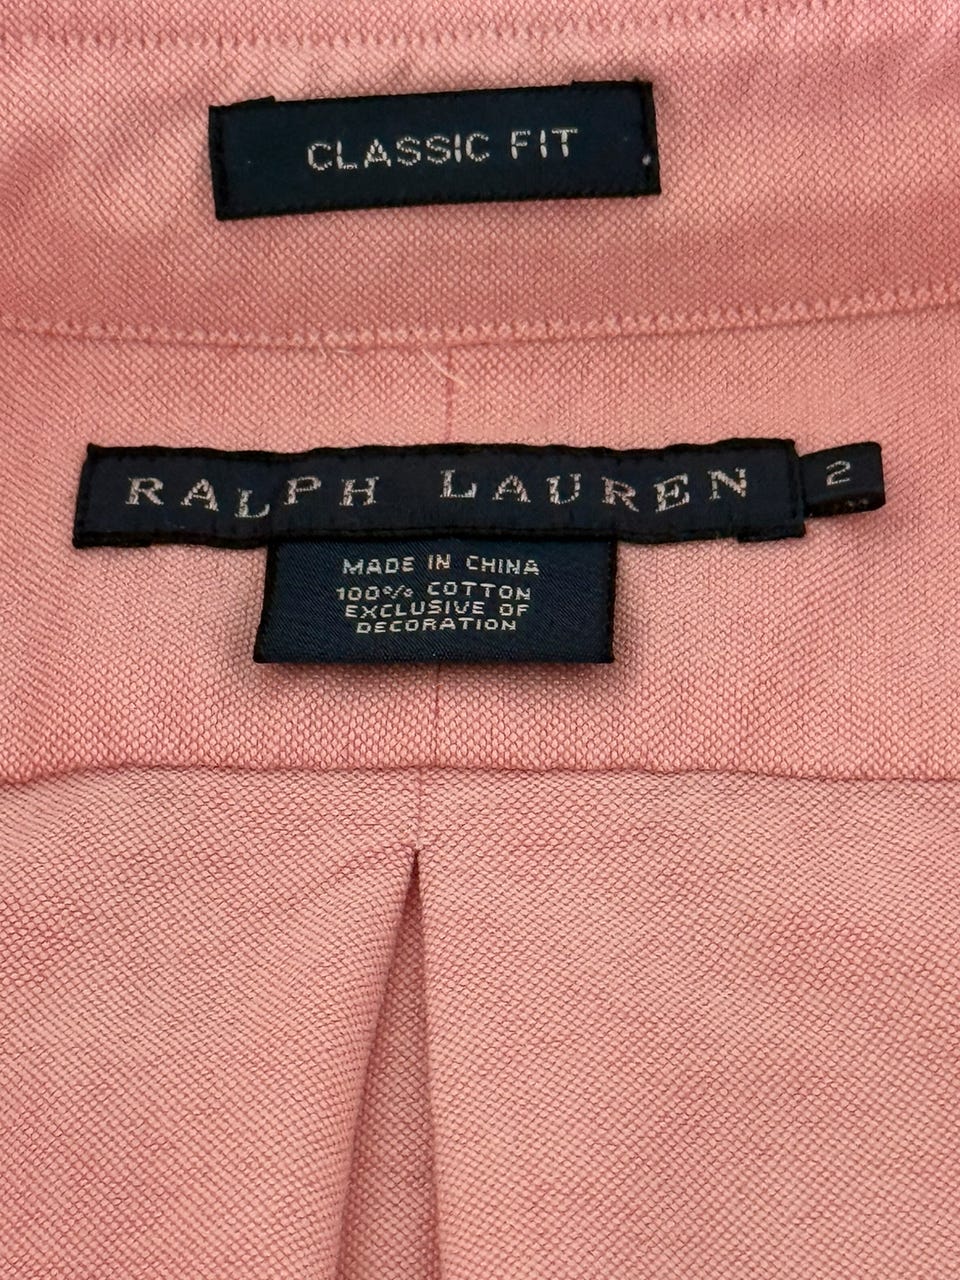 CLASSIC FIT
RALPH LAUREN 2
MADE IN CHINA
100% COTTON
EXCLUSIVE OF
DECORATION